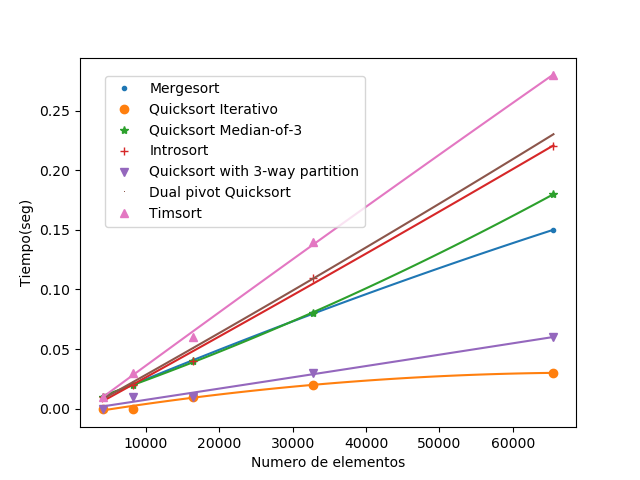 Mergesort
Quicksort Iterativo
Quicksort Median-of-3
Introsort
Quicksort with 3-way partition
Dual pivot Quicksort
Timsort
0.25
0.20
0.15
0.10
0.05
0.00
Tiempo(seg)
10000 20000 30000 40000 50000 60000
Numero de elementos